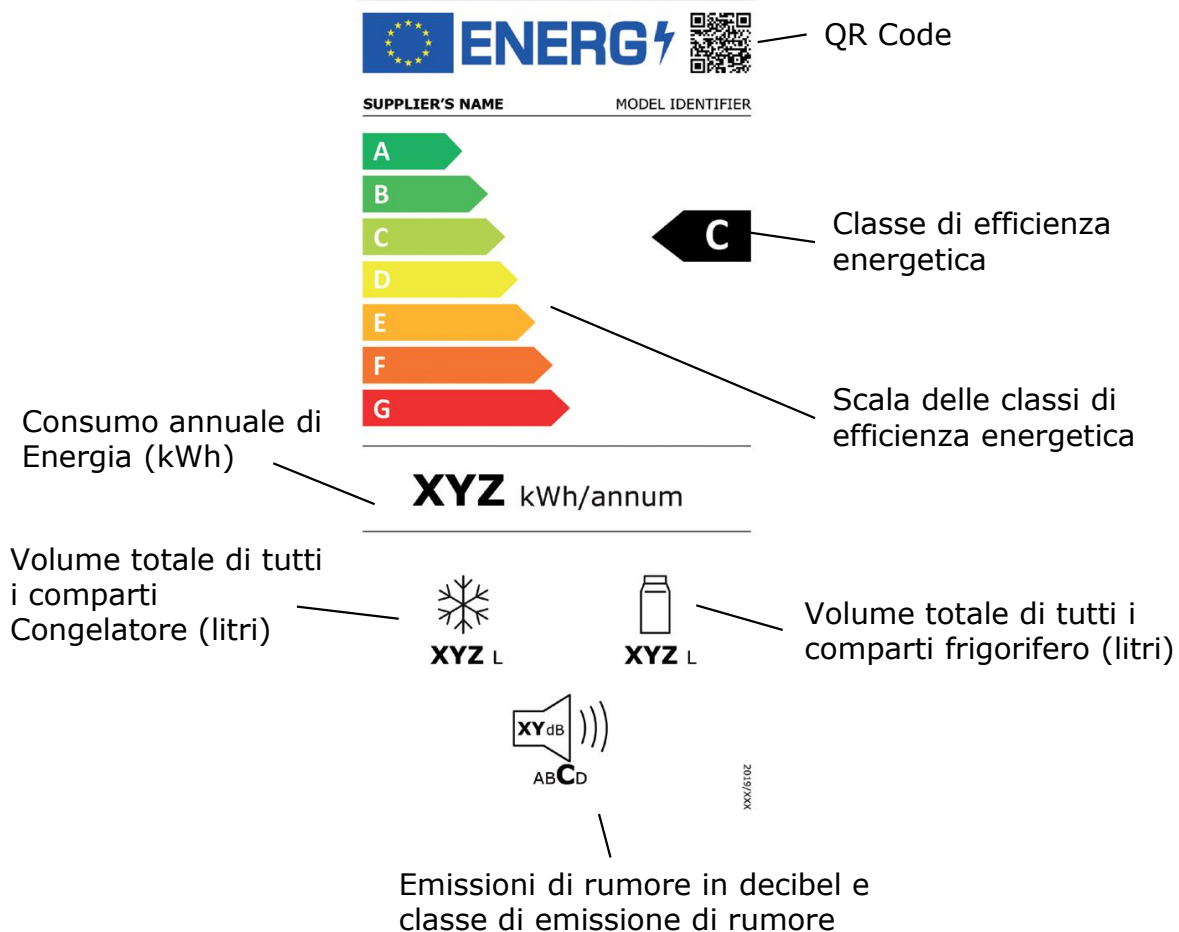 ENERG
QR Code
SUPPLIER'S NAME
MODEL IDENTIFIER
A
B
C
D
E
F
G
C
Classe di efficienza
energetica
Scala delle classi di
efficienza energetica
Consumo annuale di
Energia (kWh)
XYZ kWh/annum
Volume totale di tutti
i comparti
Congelatore (litri)
XYZ L
XYZ L
Volume totale di tutti i
comparti frigorifero (litri)
XY dB
ABCD
2019/XXX
Emissioni di rumore in decibel e
classe di emissione di rumore